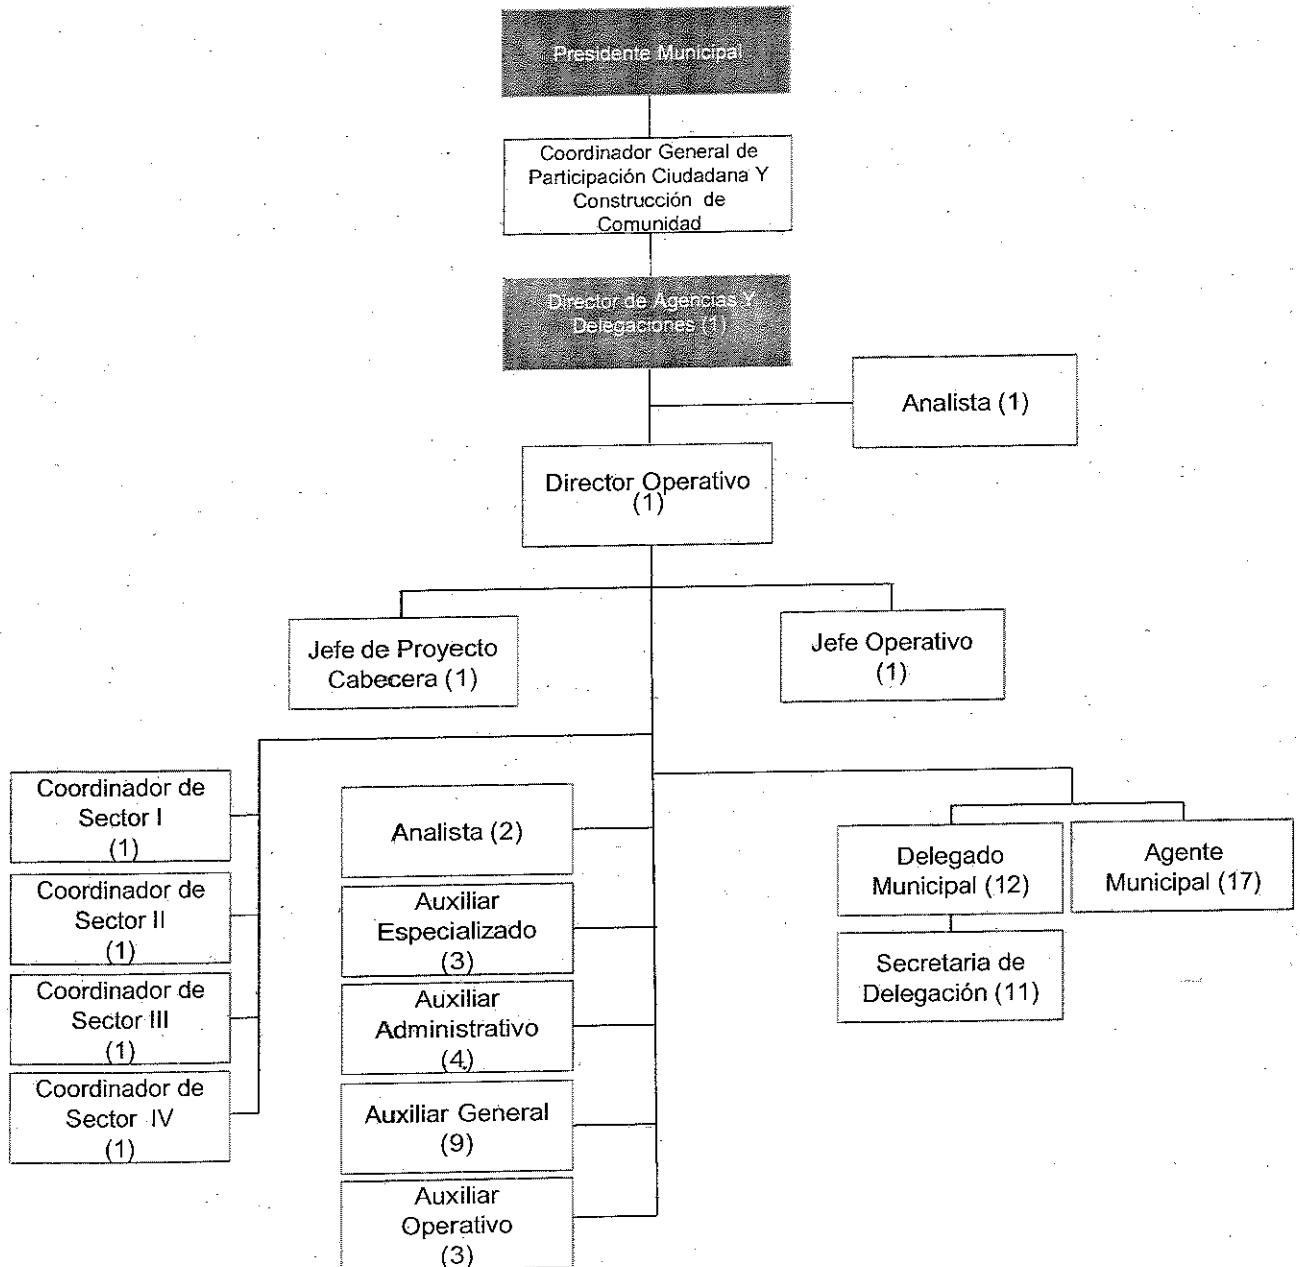 Presidente Municipal
Coordinador General de
Participación Ciudadana Y
Construcción de
Comunidad
Director de Agencias Y
Delegaciones (1)
Analista (1)
Director Operativo
(1)
Jefe de Proyecto
Cabecera (1)
Jefe Operativo
(1)
Coordinador de
Sector I
(1)
Coordinador de
Sector II
(1)
Coordinador de
Sector III
(1)
Coordinador de
Sector IV
(1)
Analista (2)
Auxiliar
Especializado
(3)
Auxiliar
Administrativo
(4)
Auxiliar General
(9)
Auxiliar
Operativo
(3)
Delegado
Municipal (12)
Agente
Municipal (17)
Secretaria de
Delegación (11)